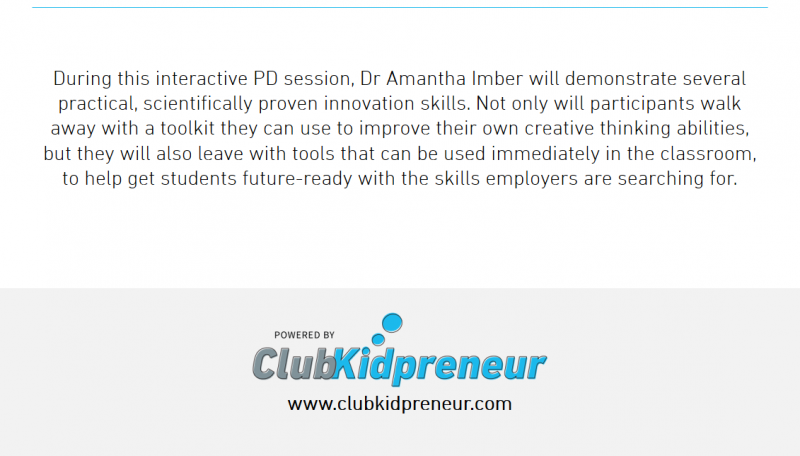 During this interactive PD session, Dr Amantha Imber will demonstrate several
practical, scientifically proven innovation skills. Not only will participants walk
away with a toolkit they can use to improve their own creative thinking abilities,
but they will also leave with tools that can be used immediately in the classroom,
to help get students future-ready with the skills employers are searching for.
POWERED BY
ClubKidpreneur
www.clubkidpreneur.com